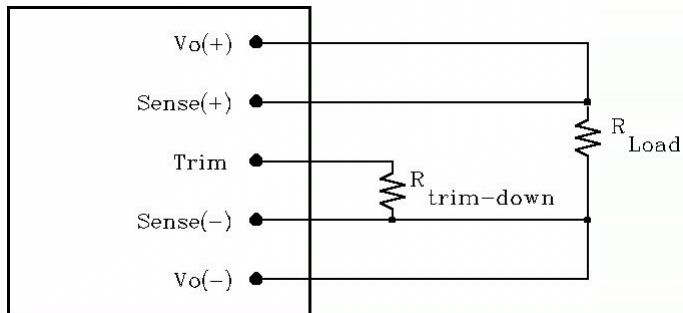 Vo(+)
Sense(+)
R
Load
Trim
R
trim-down
Sense(-)
Vo(-)